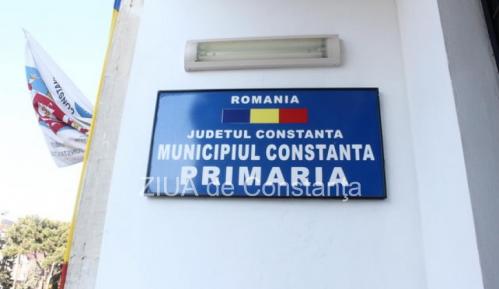 ROMANIA
JUDETUL CONSTANTA
MUNICIPIUL CONSTANTA
PRIMARIA
ZIUA de Constanța